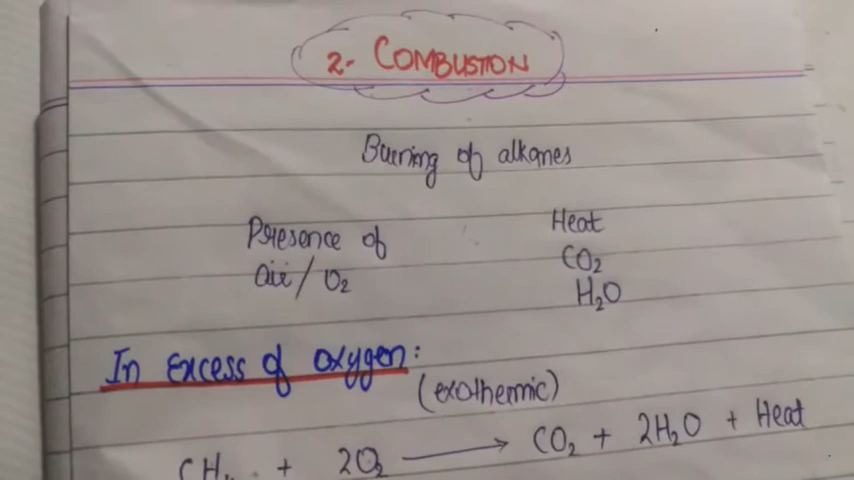 2- COMBUSTION
Burning of alkanes
Presence of Heat
air/O₂ CO₂
H₂O
In Excess of oxygen:
(exothermic)
CH₄ + 2O₂ ⟶ CO₂ + 2H₂O + Heat